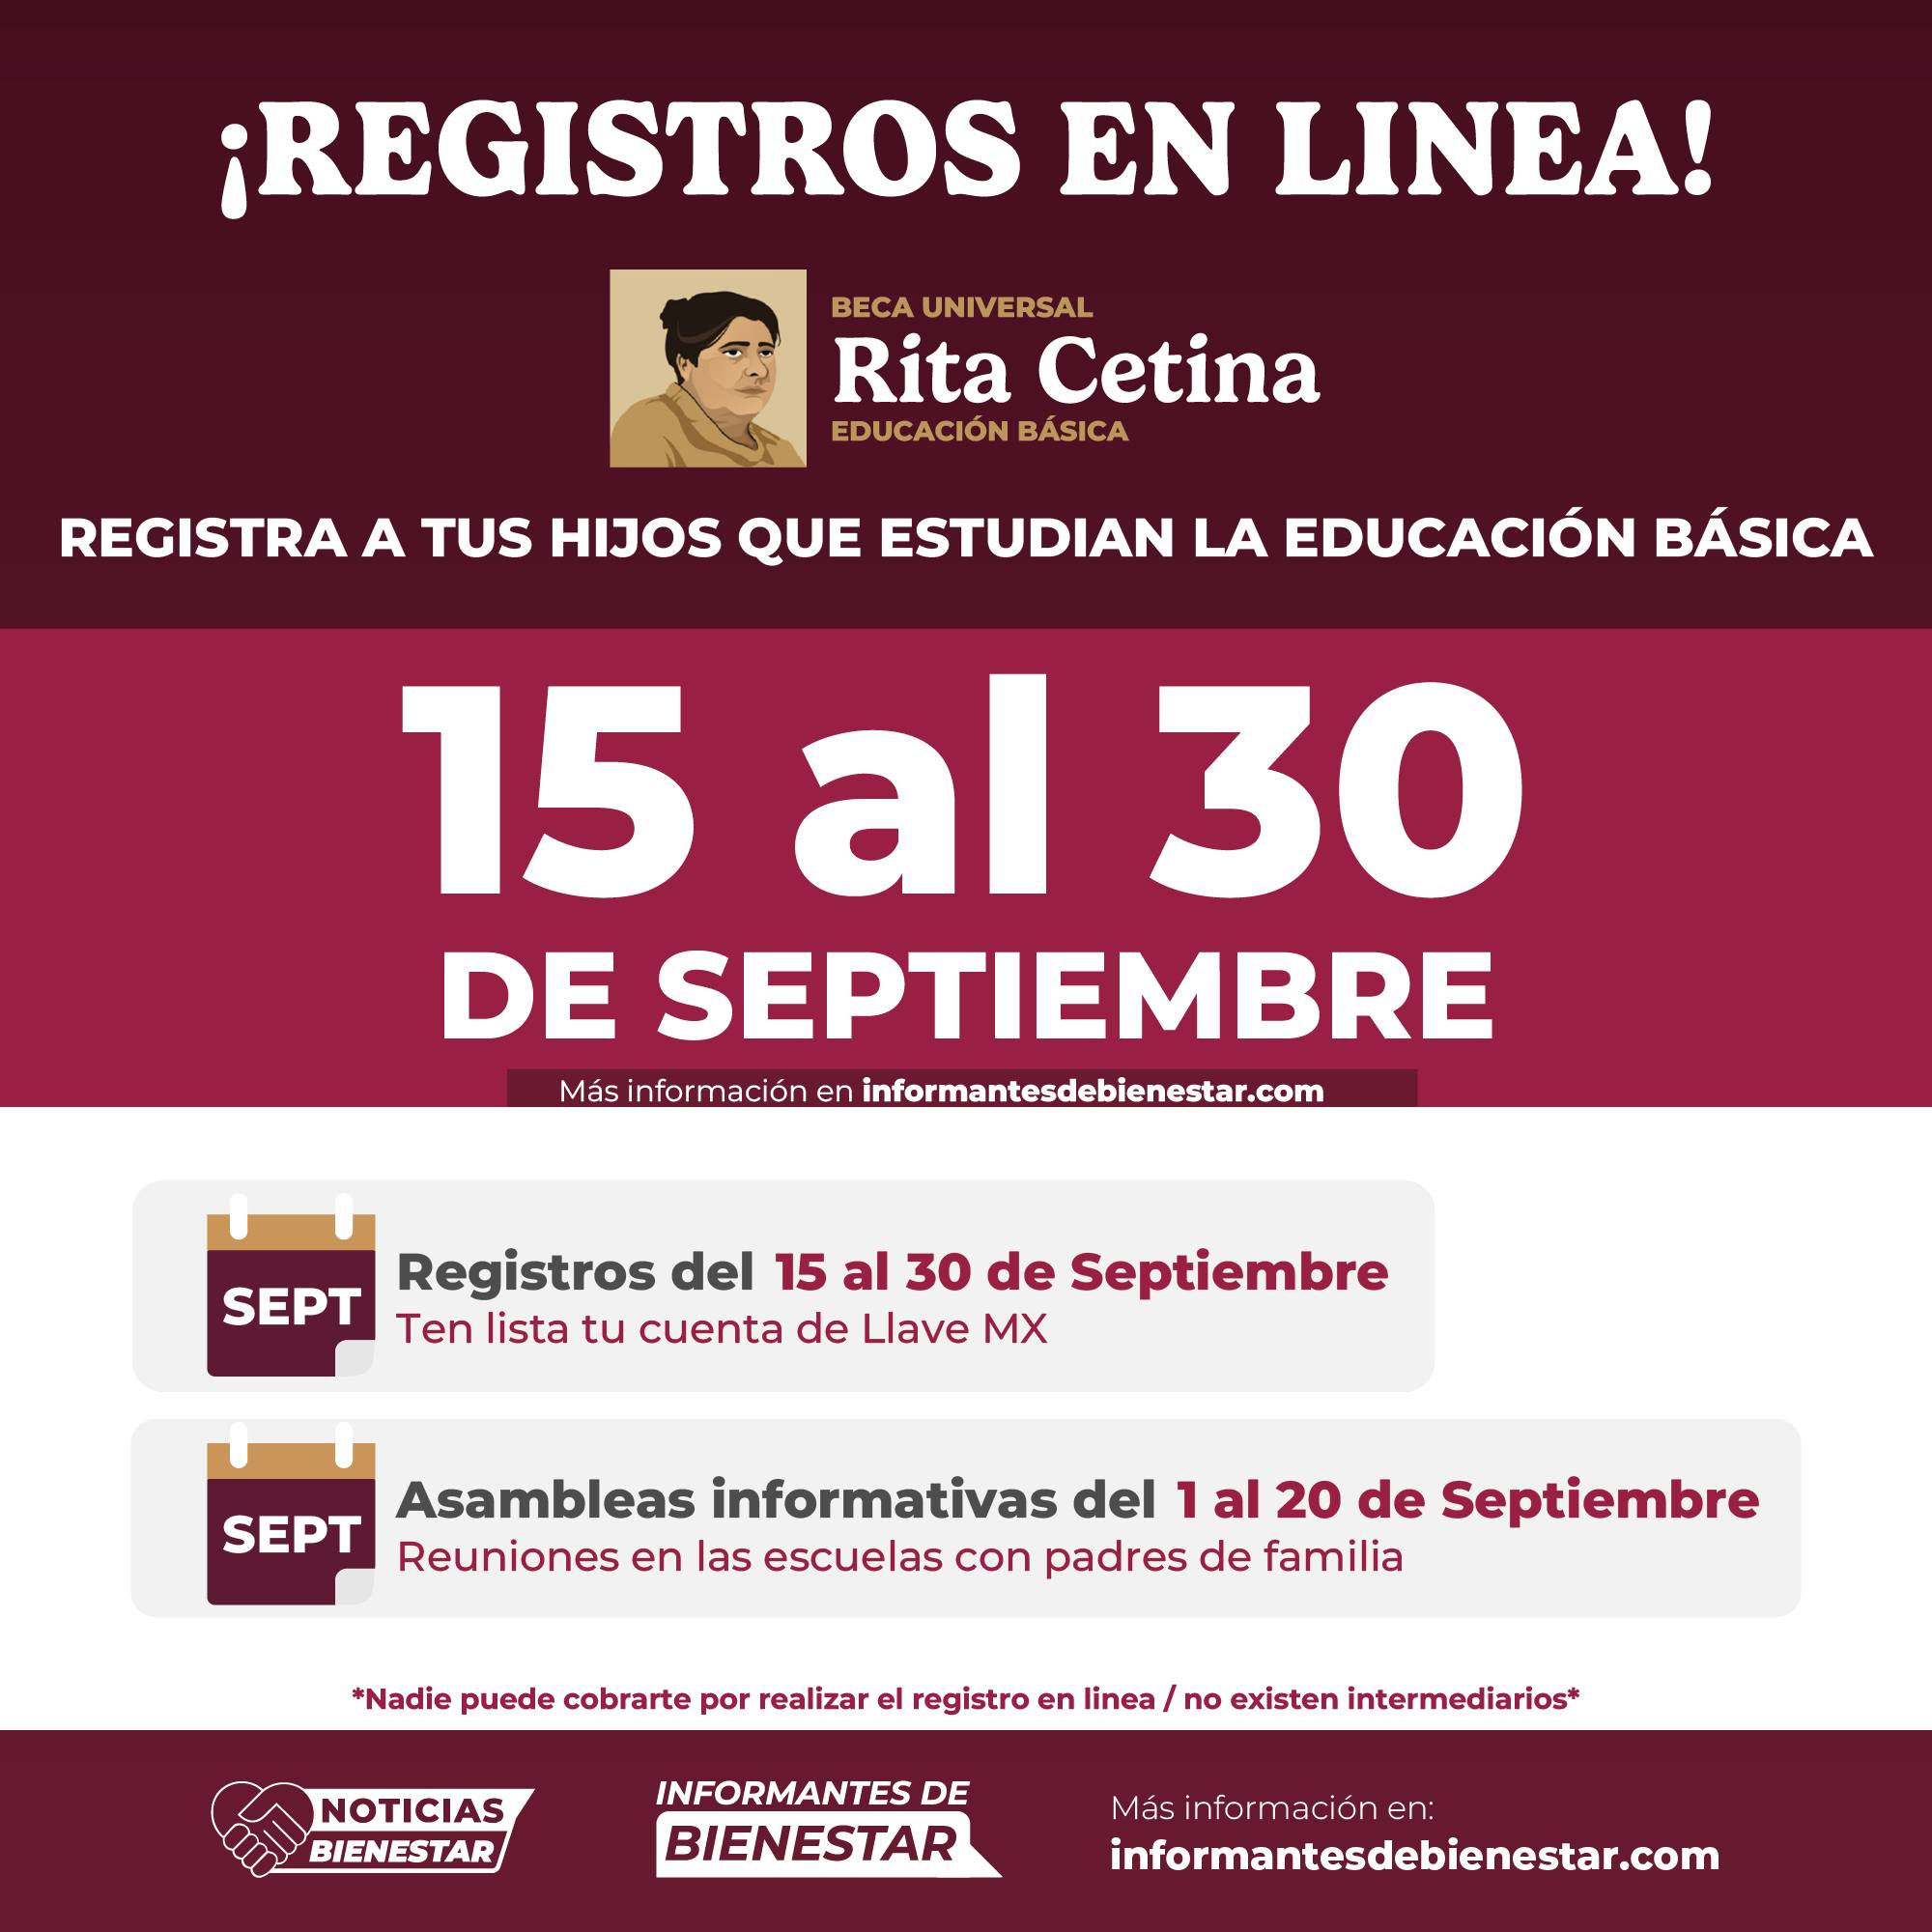 ¡REGISTROS EN LINEA!
BECA UNIVERSAL
Rita Cetina
EDUCACIÓN BÁSICA
REGISTRA A TUS HIJOS QUE ESTUDIAN LA EDUCACIÓN BÁSICA
15 al 30
DE SEPTIEMBRE
Más información en informantesdebienestar.com
SEPT
Registros del 15 al 30 de Septiembre
Ten lista tu cuenta de Llave MX
SEPT
Asambleas informativas del 1 al 20 de Septiembre
Reuniones en las escuelas con padres de familia
*Nadie puede cobrarte por realizar el registro en linea / no existen intermediarios*
NOTICIAS
BIENESTAR
INFORMANTES DE
BIENESTAR
Más información en:
informantesdebienestar.com